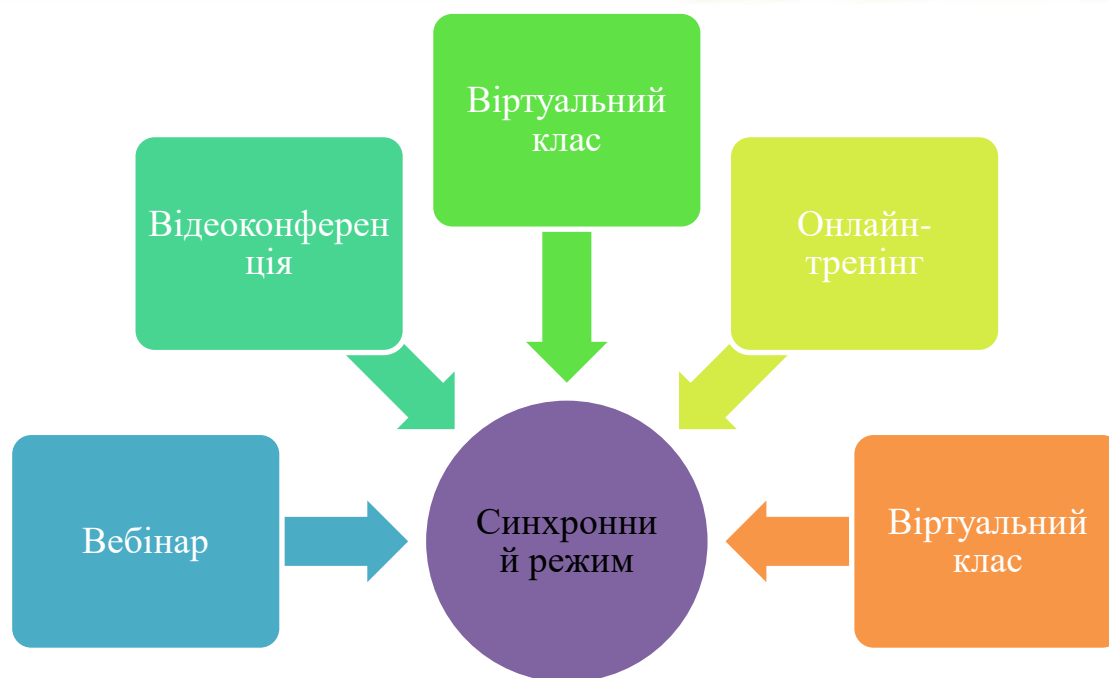 Віртуальний
клас
Відеоконферен
ція
Онлайн-
тренінг
Вебінар
Синхронни
й режим
Віртуальний
клас